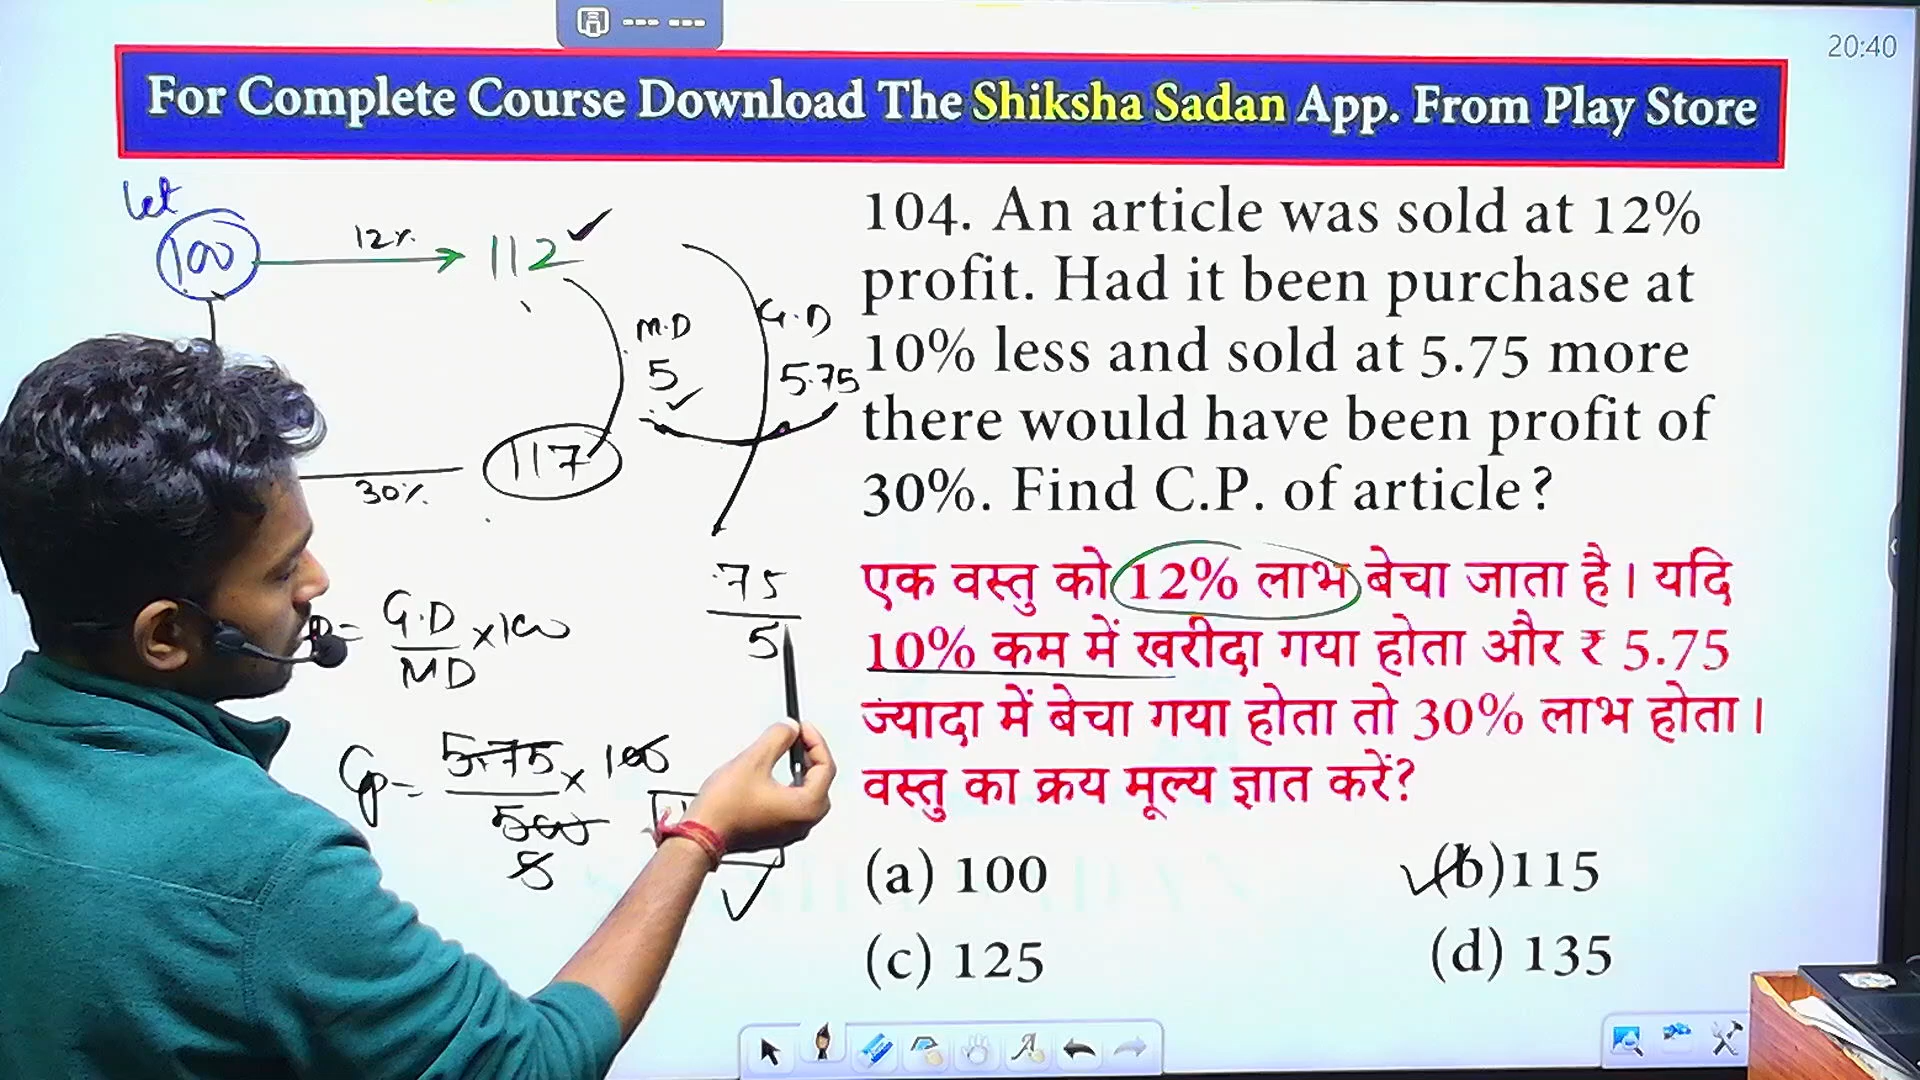 20:40
For Complete Course Download The Shiksha Sadan App. From Play Store
let
100 12% 112
M.D
5
G.D
5.75
117
30%
104. An article was sold at 12%
profit. Had it been purchase at
10% less and sold at 5.75 more
there would have been profit of
30%. Find C.P. of article?
एक वस्तु को 12% लाभ बेचा जाता है। यदि
10% कम में खरीदा गया होता और ₹ 5.75
ज्यादा में बेचा गया होता तो 30% लाभ होता।
वस्तु का क्रय मूल्य ज्ञात करें?
(a) 100 (b) 115
(c) 125 (d) 135
= G.D / MD × 100
.75 / 5
Cp = 5.75 × 100 / 500